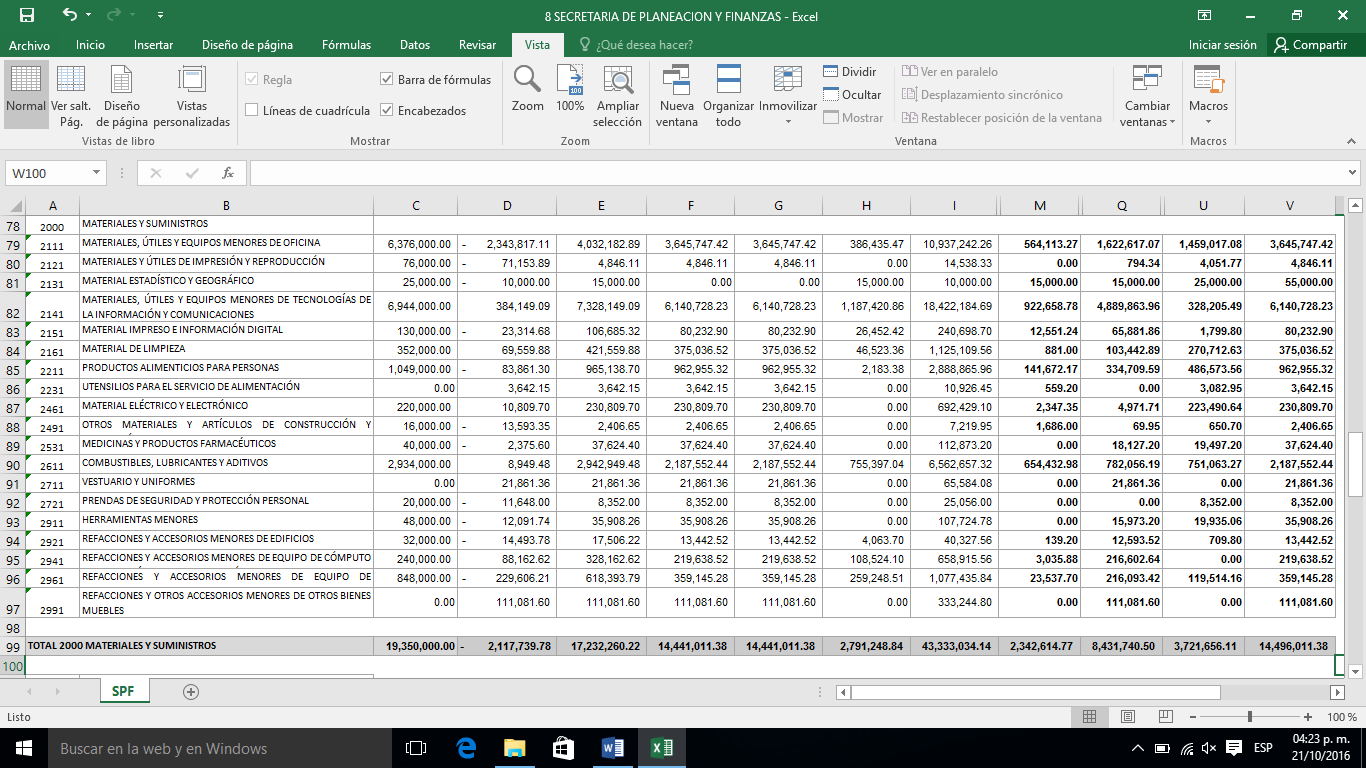 8 SECRETARIA DE PLANEACION Y FINANZAS - Excel
Archivo Inicio Insertar Diseño de página Fórmulas Datos Revisar Vista ¿Qué desea hacer? Iniciar sesión Compartir
Normal Ver salt. Pág. Diseño de página Vistas personalizadas
Vistas de libro
Regla Barra de fórmulas
Líneas de cuadrícula Encabezados
Mostrar
Zoom 100% Ampliar selección
Zoom
Nueva ventana Organizar todo Inmovilizar
Dividir
Ocultar
Mostrar
Ver en paralelo
Desplazamiento sincrónico
Restablecer posición de la ventana
Ventana
Cambiar ventanas
Macros
Macros
W100 fx
A B C D E F G H I M Q U V
78 2000 MATERIALES Y SUMINISTROS
79 2111 MATERIALES, ÚTILES Y EQUIPOS MENORES DE OFICINA 6,376,000.00 - 2,343,817.11 4,032,182.89 3,645,747.42 3,645,747.42 386,435.47 10,937,242.26 564,113.27 1,622,617.07 1,459,017.08 3,645,747.42
80 2121 MATERIALES Y ÚTILES DE IMPRESIÓN Y REPRODUCCIÓN 76,000.00 - 71,153.89 4,846.11 4,846.11 4,846.11 0.00 14,538.33 0.00 794.34 4,051.77 4,846.11
81 2131 MATERIAL ESTADÍSTICO Y GEOGRÁFICO 25,000.00 - 10,000.00 15,000.00 0.00 0.00 15,000.00 10,000.00 15,000.00 15,000.00 25,000.00 55,000.00
82 2141 MATERIALES, ÚTILES Y EQUIPOS MENORES DE TECNOLOGÍAS DE LA INFORMACIÓN Y COMUNICACIONES 6,944,000.00 384,149.09 7,328,149.09 6,140,728.23 6,140,728.23 1,187,420.86 18,422,184.69 922,658.78 4,889,863.96 328,205.49 6,140,728.23
83 2151 MATERIAL IMPRESO E INFORMACIÓN DIGITAL 130,000.00 - 23,314.68 106,685.32 80,232.90 80,232.90 26,452.42 240,698.70 12,551.24 65,881.86 1,799.80 80,232.90
84 2161 MATERIAL DE LIMPIEZA 352,000.00 69,559.88 421,559.88 375,036.52 375,036.52 46,523.36 1,125,109.56 881.00 103,442.89 270,712.63 375,036.52
85 2211 PRODUCTOS ALIMENTICIOS PARA PERSONAS 1,049,000.00 - 83,861.30 965,138.70 962,955.32 962,955.32 2,183.38 2,888,865.96 141,672.17 334,709.59 486,573.56 962,955.32
86 2231 UTENSILIOS PARA EL SERVICIO DE ALIMENTACIÓN 0.00 3,642.15 3,642.15 3,642.15 3,642.15 0.00 10,926.45 559.20 0.00 3,082.95 3,642.15
87 2461 MATERIAL ELÉCTRICO Y ELECTRÓNICO 220,000.00 10,809.70 230,809.70 230,809.70 230,809.70 0.00 692,429.10 2,347.35 4,971.71 223,490.64 230,809.70
88 2491 OTROS MATERIALES Y ARTÍCULOS DE CONSTRUCCIÓN Y 16,000.00 - 13,593.35 2,406.65 2,406.65 2,406.65 0.00 7,219.95 1,686.00 69.95 650.70 2,406.65
89 2531 MEDICINAS Y PRODUCTOS FARMACÉUTICOS 40,000.00 - 2,375.60 37,624.40 37,624.40 37,624.40 0.00 112,873.20 0.00 18,127.20 19,497.20 37,624.40
90 2611 COMBUSTIBLES, LUBRICANTES Y ADITIVOS 2,934,000.00 8,949.48 2,942,949.48 2,187,552.44 2,187,552.44 755,397.04 6,562,657.32 654,432.98 782,056.19 751,063.27 2,187,552.44
91 2711 VESTUARIO Y UNIFORMES 0.00 21,861.36 21,861.36 21,861.36 21,861.36 0.00 65,584.08 0.00 21,861.36 0.00 21,861.36
92 2721 PRENDAS DE SEGURIDAD Y PROTECCIÓN PERSONAL 20,000.00 - 11,648.00 8,352.00 8,352.00 8,352.00 0.00 25,056.00 0.00 0.00 8,352.00 8,352.00
93 2911 HERRAMIENTAS MENORES 48,000.00 - 12,091.74 35,908.26 35,908.26 35,908.26 0.00 107,724.78 0.00 15,973.20 19,935.06 35,908.26
94 2921 REFACCIONES Y ACCESORIOS MENORES DE EDIFICIOS 32,000.00 - 14,493.78 17,506.22 13,442.52 13,442.52 4,063.70 40,327.56 139.20 12,593.52 709.80 13,442.52
95 2941 REFACCIONES Y ACCESORIOS MENORES DE EQUIPO DE CÓMPUTO 240,000.00 88,162.62 328,162.62 219,638.52 219,638.52 108,524.10 658,915.56 3,035.88 216,602.64 0.00 219,638.52
96 2961 REFACCIONES Y ACCESORIOS MENORES DE EQUIPO DE 848,000.00 - 229,606.21 618,393.79 359,145.28 359,145.28 259,248.51 1,077,435.84 23,537.70 216,093.42 119,514.16 359,145.28
97 2991 REFACCIONES Y OTROS ACCESORIOS MENORES DE OTROS BIENES MUEBLES 0.00 111,081.60 111,081.60 111,081.60 111,081.60 0.00 333,244.80 0.00 111,081.60 0.00 111,081.60
98
99 TOTAL 2000 MATERIALES Y SUMINISTROS 19,350,000.00 - 2,117,739.78 17,232,260.22 14,441,011.38 14,441,011.38 2,791,248.84 43,333,034.14 2,342,614.77 8,431,740.50 3,721,656.11 14,496,011.38
100
SPF
Listo 100 %
Buscar en la web y en Windows ESP 04:23 p. m.
21/10/2016